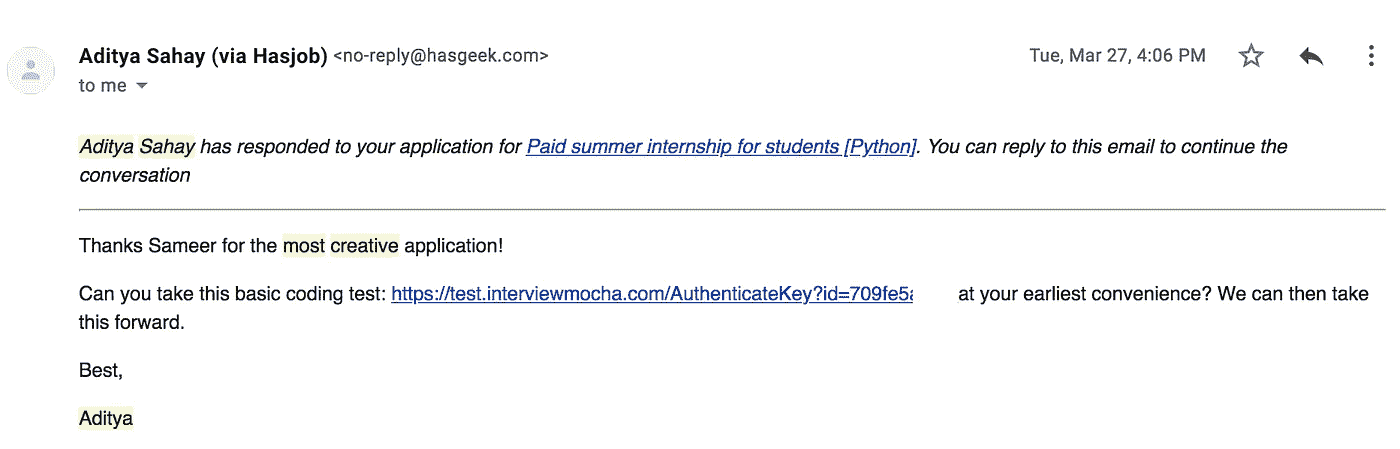 Aditya Sahay (via Hasjob) <no-reply@hasgeek.com>
Tue, Mar 27, 4:06 PM
to me
Aditya Sahay has responded to your application for Paid summer internship for students [Python]. You can reply to this email to continue the
conversation
Thanks Sameer for the most creative application!
Can you take this basic coding test: https://test.interviewmocha.com/AuthenticateKey?id=709fe5a at your earliest convenience? We can then take
this forward.
Best,
Aditya